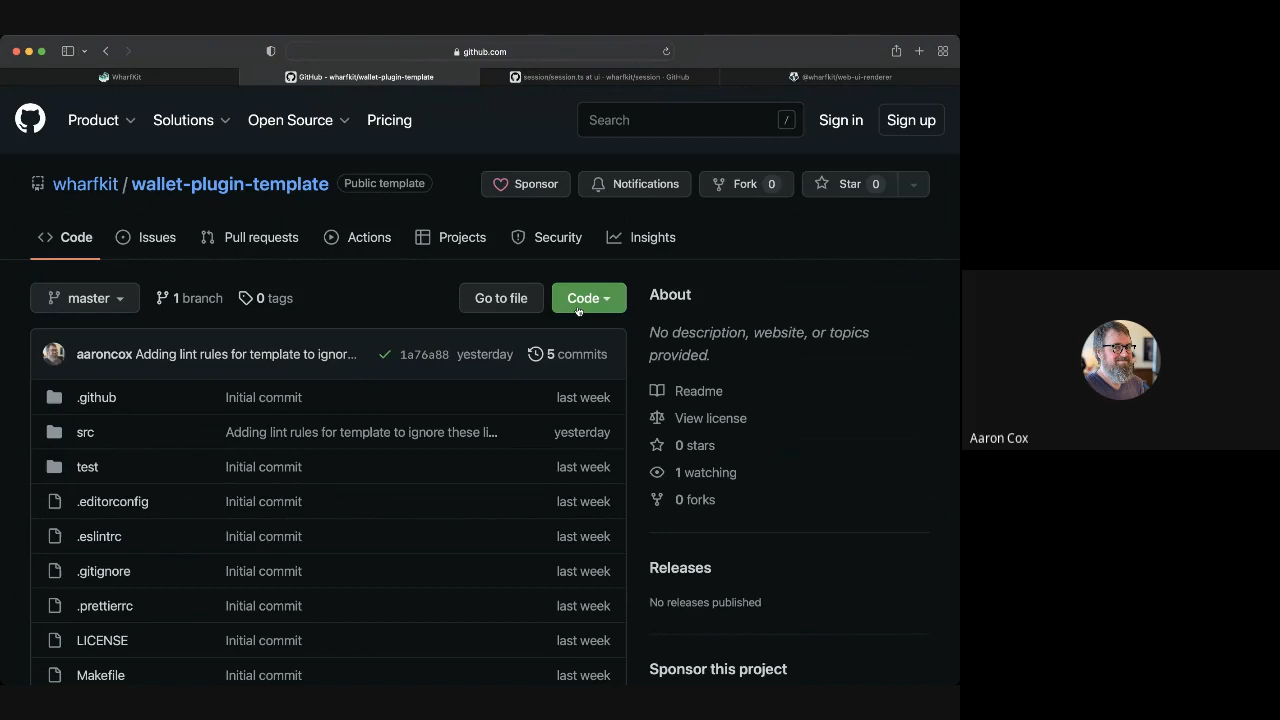 github.com
WharfKit
GitHub - wharfkit/wallet-plugin-template
session/session.ts at ui · wharfkit/session · GitHub
@wharfkit/web-ui-renderer
Product Solutions Open Source Pricing
Search /
Sign in Sign up
wharfkit / wallet-plugin-template Public template
Sponsor Notifications Fork 0 Star 0
Code Issues Pull requests Actions Projects Security Insights
master 1 branch 0 tags Go to file Code
aaroncox Adding lint rules for template to ignor... 1a76a88 yesterday 5 commits
.github Initial commit last week
src Adding lint rules for template to ignore these li... yesterday
test Initial commit last week
.editorconfig Initial commit last week
.eslintrc Initial commit last week
.gitignore Initial commit last week
.prettierrc Initial commit last week
LICENSE Initial commit last week
Makefile Initial commit last week
About
No description, website, or topics
provided.
Readme
View license
0 stars
1 watching
0 forks
Releases
No releases published
Sponsor this project
Aaron Cox